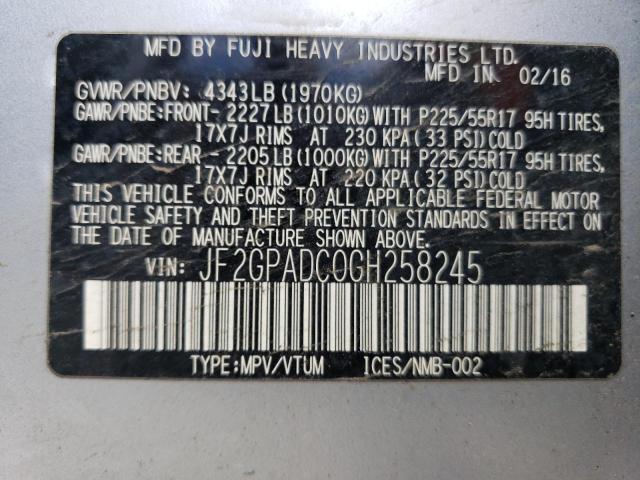 MFD BY FUJI HEAVY INDUSTRIES LTD.
MFD IN 02/16
GVWR/PNBV: 4343LB (1970KG)
GAWR/PNBE:FRONT- 2227LB (1010KG) WITH P225/55R17 95H TIRES,
17X7J RIMS AT 230 KPA (33 PSI) COLD
GAWR/PNBE:REAR - 2205LB (1000KG) WITH P225/55R17 95H TIRES,
17X7J RIMS AT 220 KPA (32 PSI) COLD
THIS VEHICLE CONFORMS TO ALL APPLICABLE FEDERAL MOTOR
VEHICLE SAFETY AND THEFT PREVENTION STANDARDS IN EFFECT ON
THE DATE OF MANUFACTURE SHOWN ABOVE.
VIN: JF2GPADC0GH258245
TYPE:MPV/VTUM ICES/NMB-002